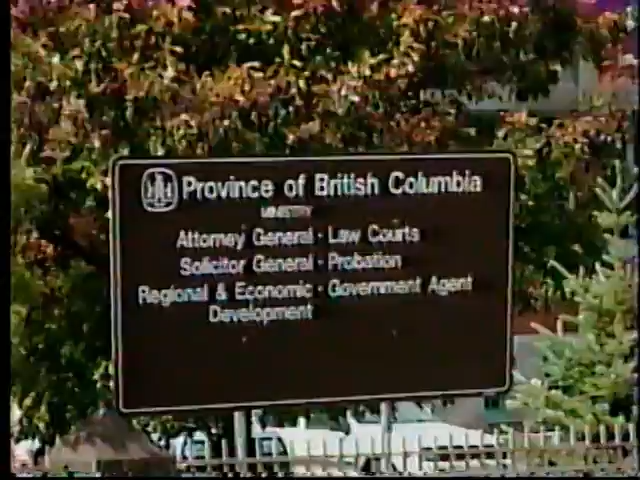 Province of British Columbia
MINISTRY
Attorney General · Law Courts
Solicitor General · Probation
Regional & Economic · Government Agent
Development